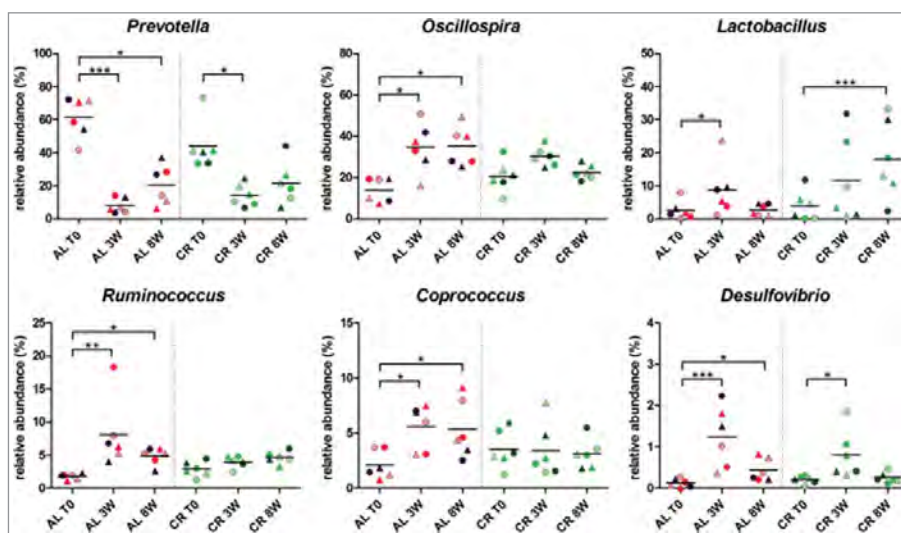 Prevotella
Oscillospira
Lactobacillus
relative abundance (%)
100
80
60
40
20
0
*
***
*
AL T0
AL 3W
AL 8W
CR T0
CR 3W
CR 8W
relative abundance (%)
80
60
40
20
0
*
*
AL T0
AL 3W
AL 8W
CR T0
CR 3W
CR 8W
relative abundance (%)
50
40
30
20
10
0
***
*
AL T0
AL 3W
AL 8W
CR T0
CR 3W
CR 8W
Ruminococcus
Coprococcus
Desulfovibrio
relative abundance (%)
25
20
15
10
5
0
*
**
AL T0
AL 3W
AL 8W
CR T0
CR 3W
CR 8W
relative abundance (%)
15
10
5
0
*
*
AL T0
AL 3W
AL 8W
CR T0
CR 3W
CR 8W
relative abundance (%)
4
3
2
1
0
*
***
*
AL T0
AL 3W
AL 8W
CR T0
CR 3W
CR 8W